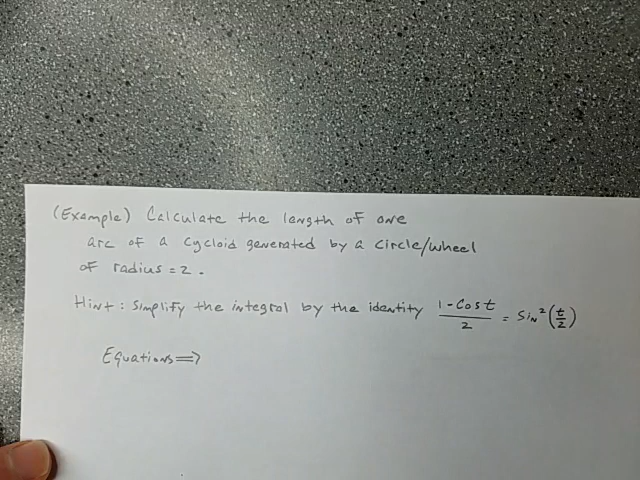 (Example) Calculate the length of one
arc of a cycloid generated by a circle/wheel
of radius = 2.
Hint: Simplify the integral by the identity (1-Cos t)/2 = Sin²(t/2)
Equations ⇒